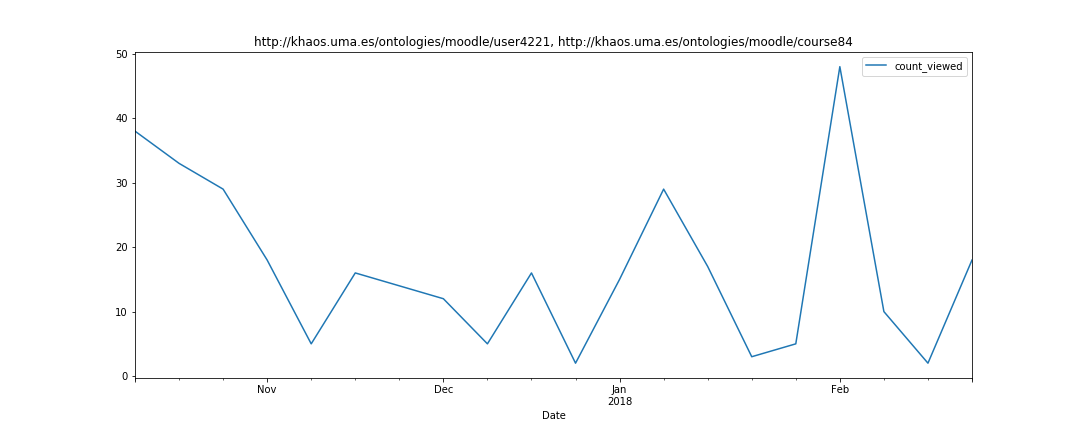 http://khaos.uma.es/ontologies/moodle/user4221, http://khaos.uma.es/ontologies/moodle/course84
count_viewed
50
40
30
20
10
0
Nov
Dec
Jan
2018
Feb
Date